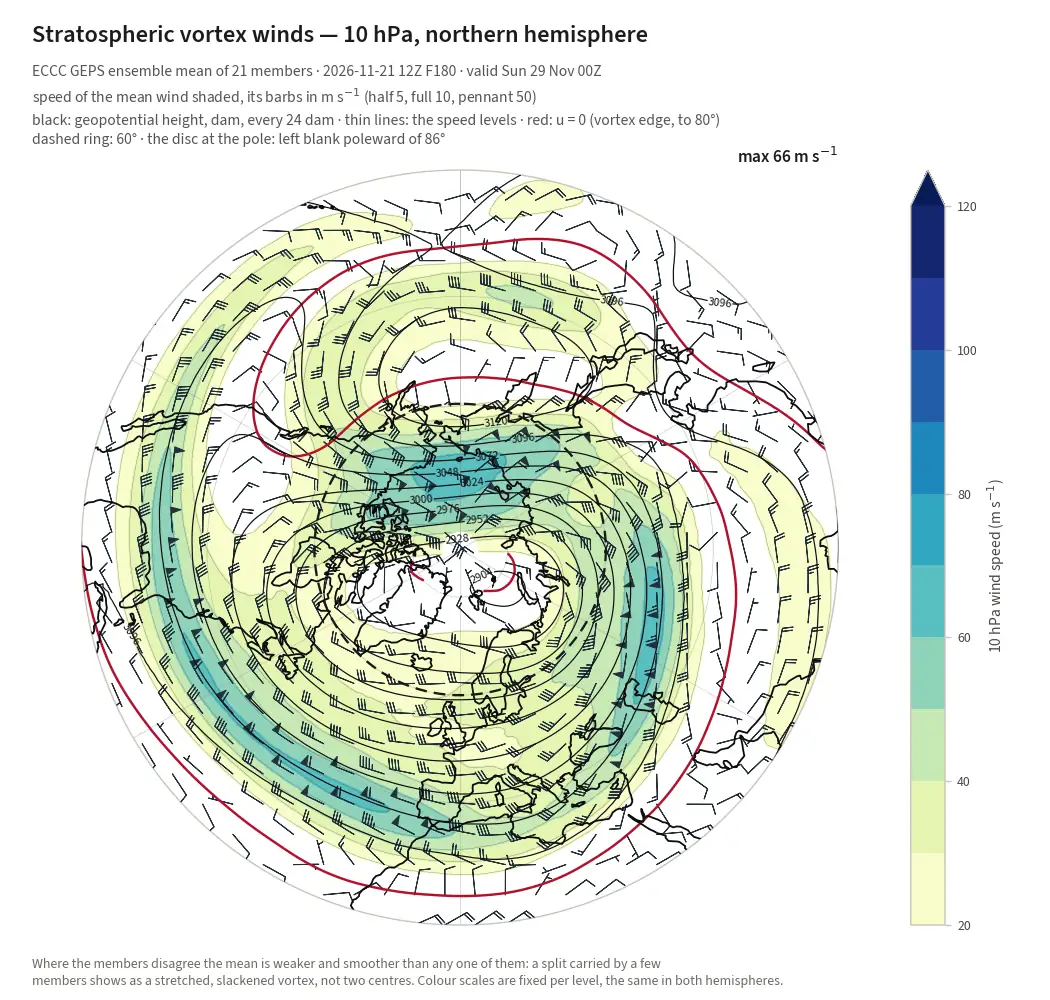 Stratospheric vortex winds — 10 hPa, northern hemisphere
ECCC GEPS ensemble mean of 21 members · 2026-11-21 12Z F180 · valid Sun 29 Nov 00Z
speed of the mean wind shaded, its barbs in m s⁻¹ (half 5, full 10, pennant 50)
black: geopotential height, dam, every 24 dam · thin lines: the speed levels · red: u = 0 (vortex edge, to 80°)
dashed ring: 60° · the disc at the pole: left blank poleward of 86°
max 66 m s⁻¹
120
100
80
60
40
20
10 hPa wind speed (m s⁻¹)
3096
3096
3120
3096
3072
3048
3024
3000
2976
2952
2928
2904
3096
Where the members disagree the mean is weaker and smoother than any one of them: a split carried by a few
members shows as a stretched, slackened vortex, not two centres. Colour scales are fixed per level, the same in both hemispheres.